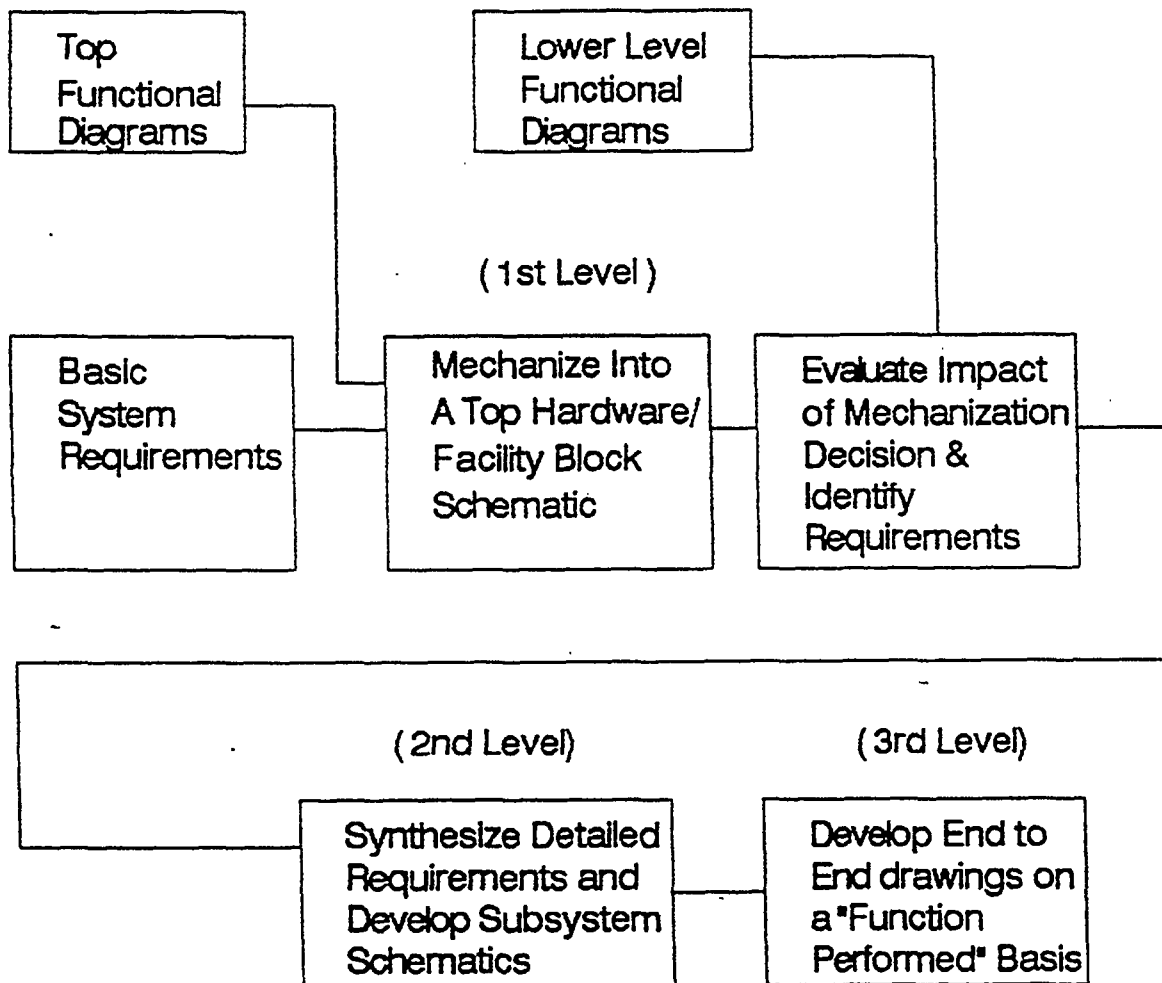 Top
Functional
Diagrams
Lower Level
Functional
Diagrams
(1st Level)
Basic
System
Requirements
Mechanize Into
A Top Hardware/
Facility Block
Schematic
Evaluate Impact
of Mechanization
Decision &
Identify
Requirements
(2nd Level)
(3rd Level)
Synthesize Detailed
Requirements and
Develop Subsystem
Schematics
Develop End to
End drawings on
a "Function
Performed" Basis